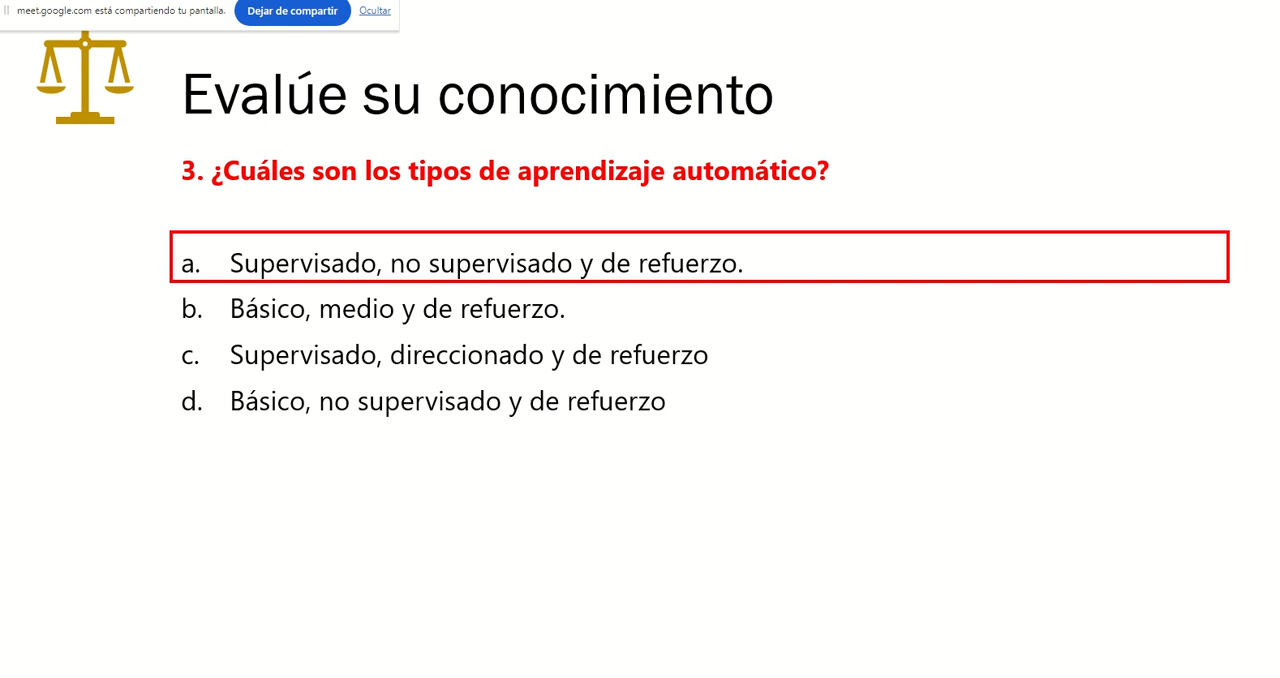 meet.google.com está compartiendo tu pantalla. Dejar de compartir Ocultar
Evalúe su conocimiento
3. ¿Cuáles son los tipos de aprendizaje automático?
a. Supervisado, no supervisado y de refuerzo.
b. Básico, medio y de refuerzo.
c. Supervisado, direccionado y de refuerzo
d. Básico, no supervisado y de refuerzo